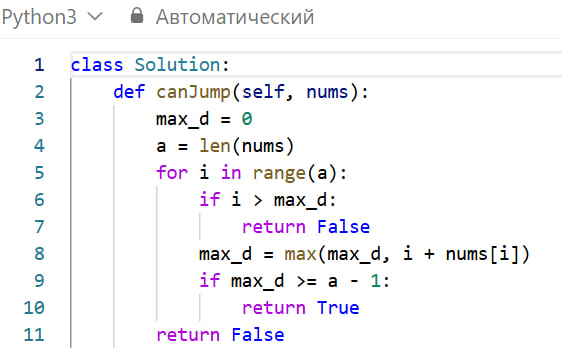 Python3 Автоматический
1 class Solution:
2     def canJump(self, nums):
3         max_d = 0
4         a = len(nums)
5         for i in range(a):
6             if i > max_d:
7                 return False
8             max_d = max(max_d, i + nums[i])
9             if max_d >= a - 1:
10                 return True
11         return False